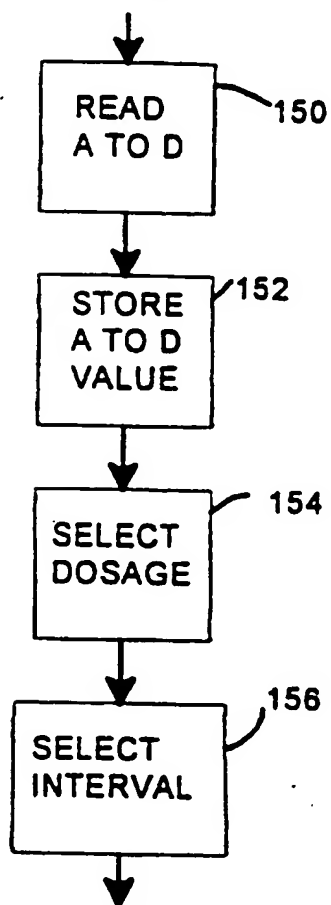 READ
A TO D
150
STORE
A TO D
VALUE
152
SELECT
DOSAGE
154
SELECT
INTERVAL
156